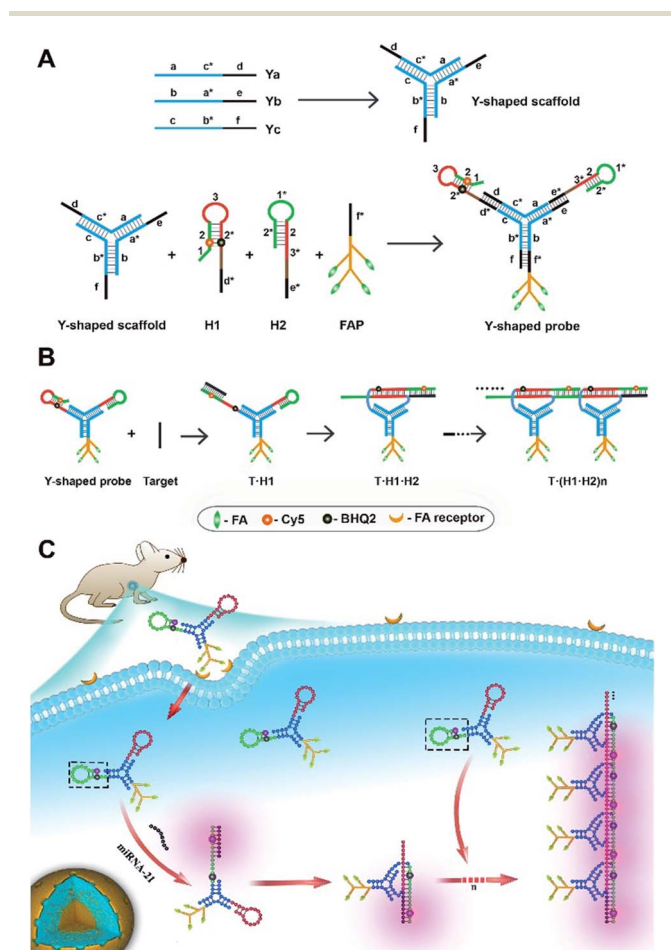 A
a c* d Ya
b a* e Yb
c b* f Yc
d e c* a c a* b* b f
Y-shaped scaffold
d e c* a c a* b* b f
+
3 2 2* 1 d*
+
1* 2* 2 3* e*
+
f*
3 2 1 2* d d* c* a c a* b* b f f* e* e 3* 2 2* 1*
Y-shaped scaffold H1 H2 FAP Y-shaped probe
B
+
Y-shaped probe Target T·H1 T·H1·H2 T·(H1·H2)n
- FA - Cy5 - BHQ2 - FA receptor
C
miRNA-21
n